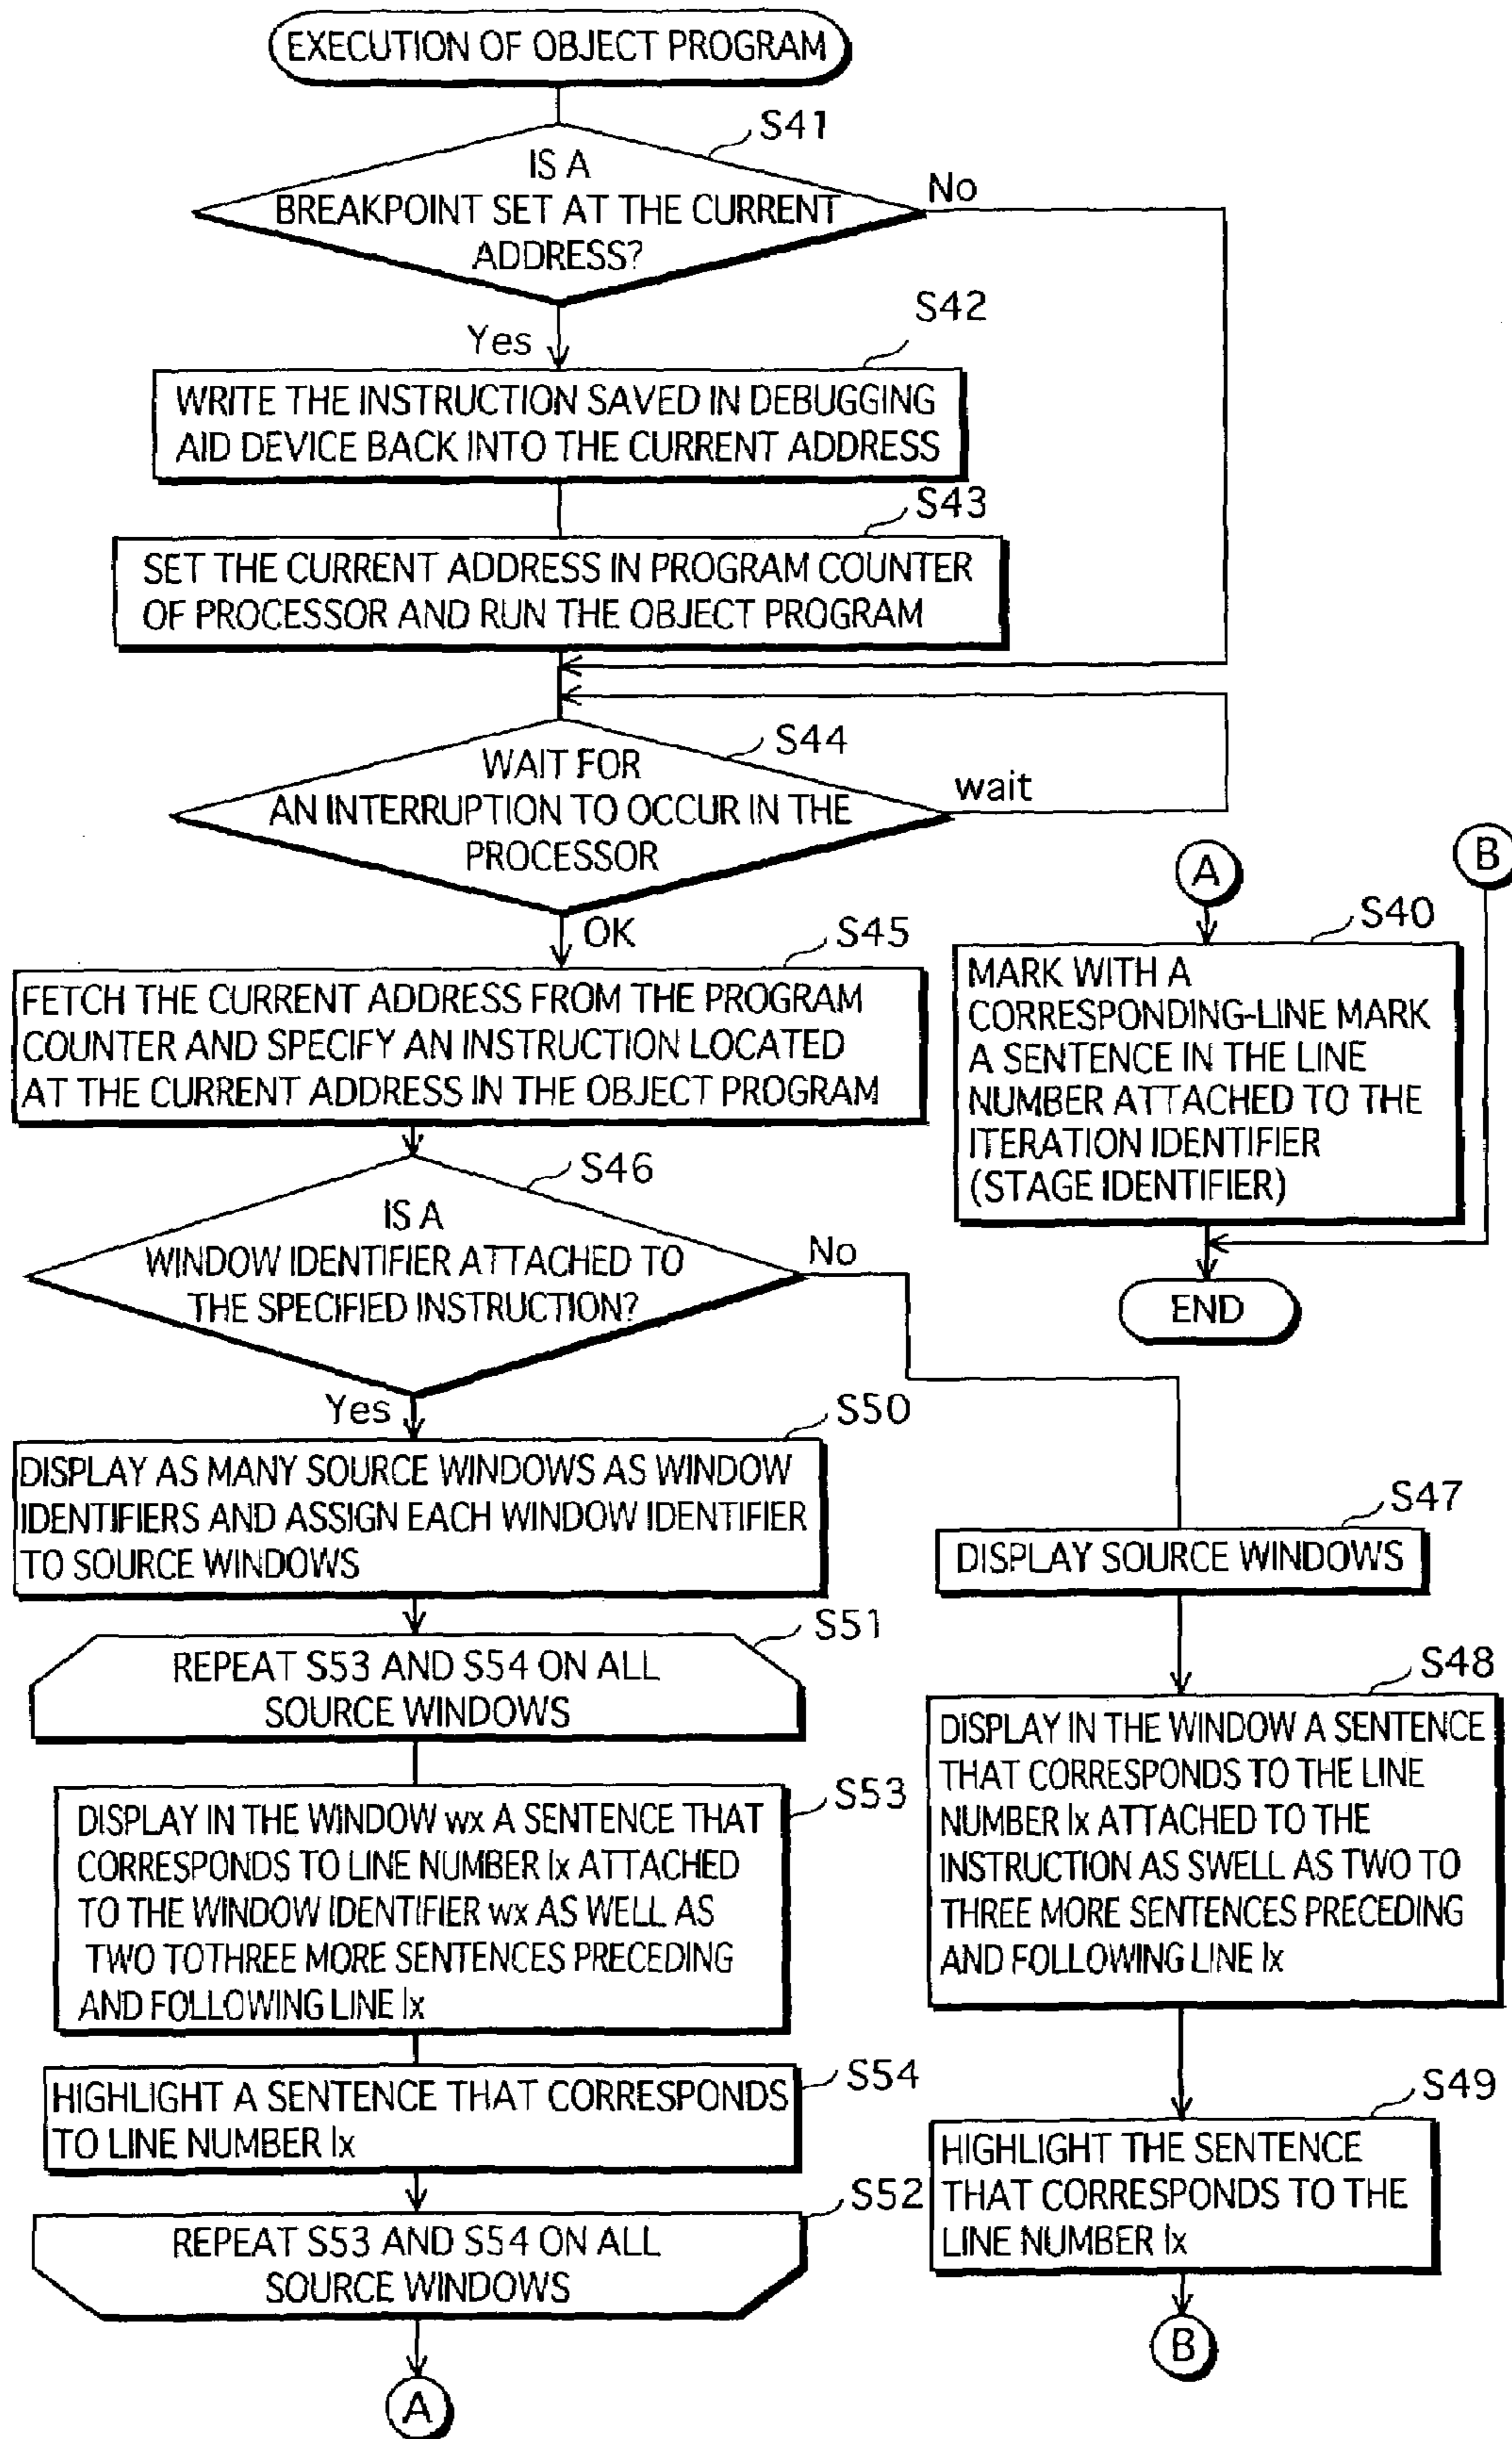 EXECUTION OF OBJECT PROGRAM
S41
IS A
BREAKPOINT SET AT THE CURRENT
ADDRESS?
No
Yes
S42
WRITE THE INSTRUCTION SAVED IN DEBUGGING
AID DEVICE BACK INTO THE CURRENT ADDRESS
S43
SET THE CURRENT ADDRESS IN PROGRAM COUNTER
OF PROCESSOR AND RUN THE OBJECT PROGRAM
S44
WAIT FOR
AN INTERRUPTION TO OCCUR IN THE
PROCESSOR
wait
OK
S45
FETCH THE CURRENT ADDRESS FROM THE PROGRAM
COUNTER AND SPECIFY AN INSTRUCTION LOCATED
AT THE CURRENT ADDRESS IN THE OBJECT PROGRAM
S46
IS A
WINDOW IDENTIFIER ATTACHED TO
THE SPECIFIED INSTRUCTION?
No
Yes
S50
DISPLAY AS MANY SOURCE WINDOWS AS WINDOW
IDENTIFIERS AND ASSIGN EACH WINDOW IDENTIFIER
TO SOURCE WINDOWS
S51
REPEAT S53 AND S54 ON ALL
SOURCE WINDOWS
S53
DISPLAY IN THE WINDOW wx A SENTENCE THAT
CORRESPONDS TO LINE NUMBER lx ATTACHED
TO THE WINDOW IDENTIFIER wx AS WELL AS
TWO TOTHREE MORE SENTENCES PRECEDING
AND FOLLOWING LINE lx
S54
HIGHLIGHT A SENTENCE THAT CORRESPONDS
TO LINE NUMBER lx
S52
REPEAT S53 AND S54 ON ALL
SOURCE WINDOWS
A
S47
DISPLAY SOURCE WINDOWS
S48
DISPLAY IN THE WINDOW A SENTENCE
THAT CORRESPONDS TO THE LINE
NUMBER lx ATTACHED TO THE
INSTRUCTION AS SWELL AS TWO TO
THREE MORE SENTENCES PRECEDING
AND FOLLOWING LINE lx
S49
HIGHLIGHT THE SENTENCE
THAT CORRESPONDS TO THE
LINE NUMBER lx
B
A
B
S40
MARK WITH A
CORRESPONDING-LINE MARK
A SENTENCE IN THE LINE
NUMBER ATTACHED TO THE
ITERATION IDENTIFIER
(STAGE IDENTIFIER)
END